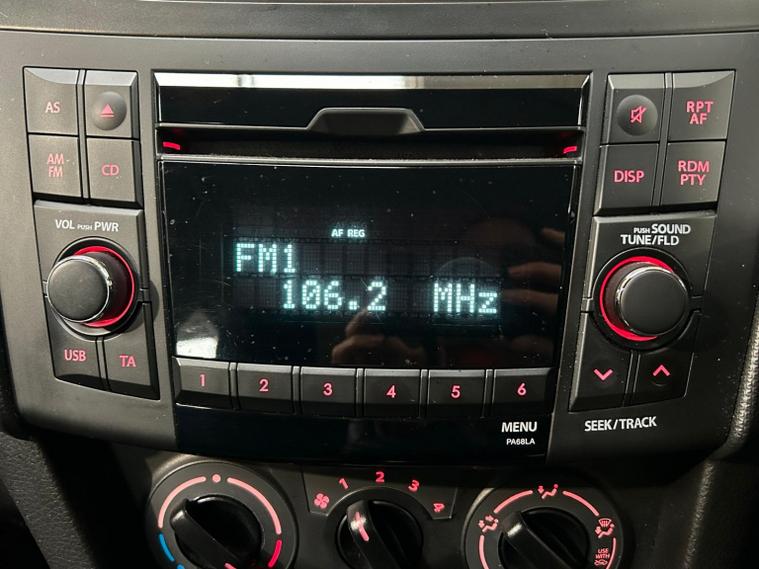 AS
RPT
AF
AM-
FM
CD
DISP
RDM
PTY
VOL PUSH PWR
PUSH SOUND
TUNE/FLD
AF REG
FM1
106.2 MHz
USB
TA
1 2 3 4 5 6
MENU
PA68LA
SEEK/TRACK
1 2 3 4
USE
WITH